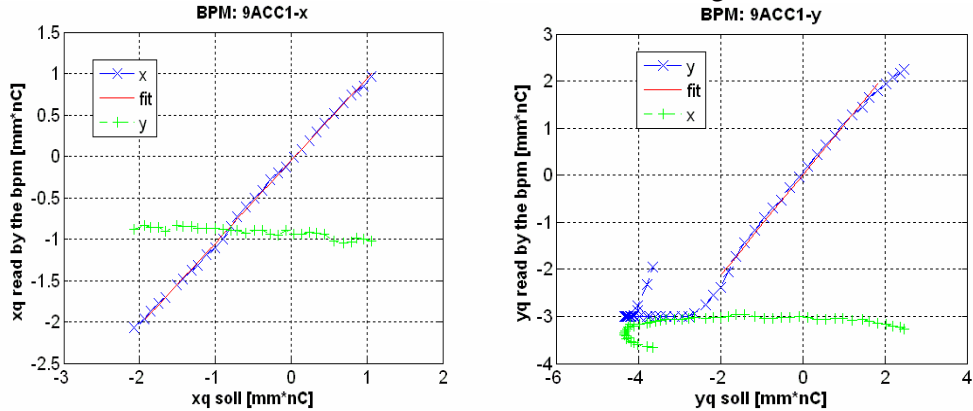 BPM: 9ACC1-x
1.5
1
0.5
0
-0.5
-1
-1.5
-2
-2.5
-3
-2
-1
0
1
2
x
fit
y
xq read by the bpm [mm*nC]
xq soll [mm*nC]
BPM: 9ACC1-y
3
2
1
0
-1
-2
-3
-4
-6
-4
-2
0
2
4
y
fit
x
yq read by the bpm [mm*nC]
yq soll [mm*nC]